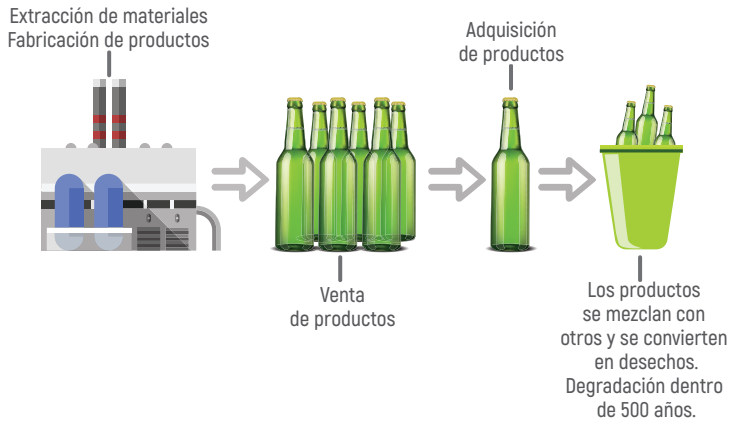 Extracción de materiales
Fabricación de productos
Venta
de productos
Adquisición
de productos
Los productos
se mezclan con
otros y se convierten
en desechos.
Degradación dentro
de 500 años.